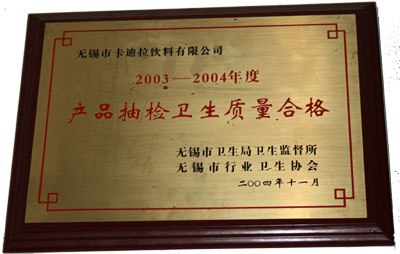 无锡市卡迪拉饮料有限公司
2003—2004年度
产品抽检卫生质量合格
无锡市卫生局卫生监督所
无锡市行业卫生协会
二〇〇四年十一月